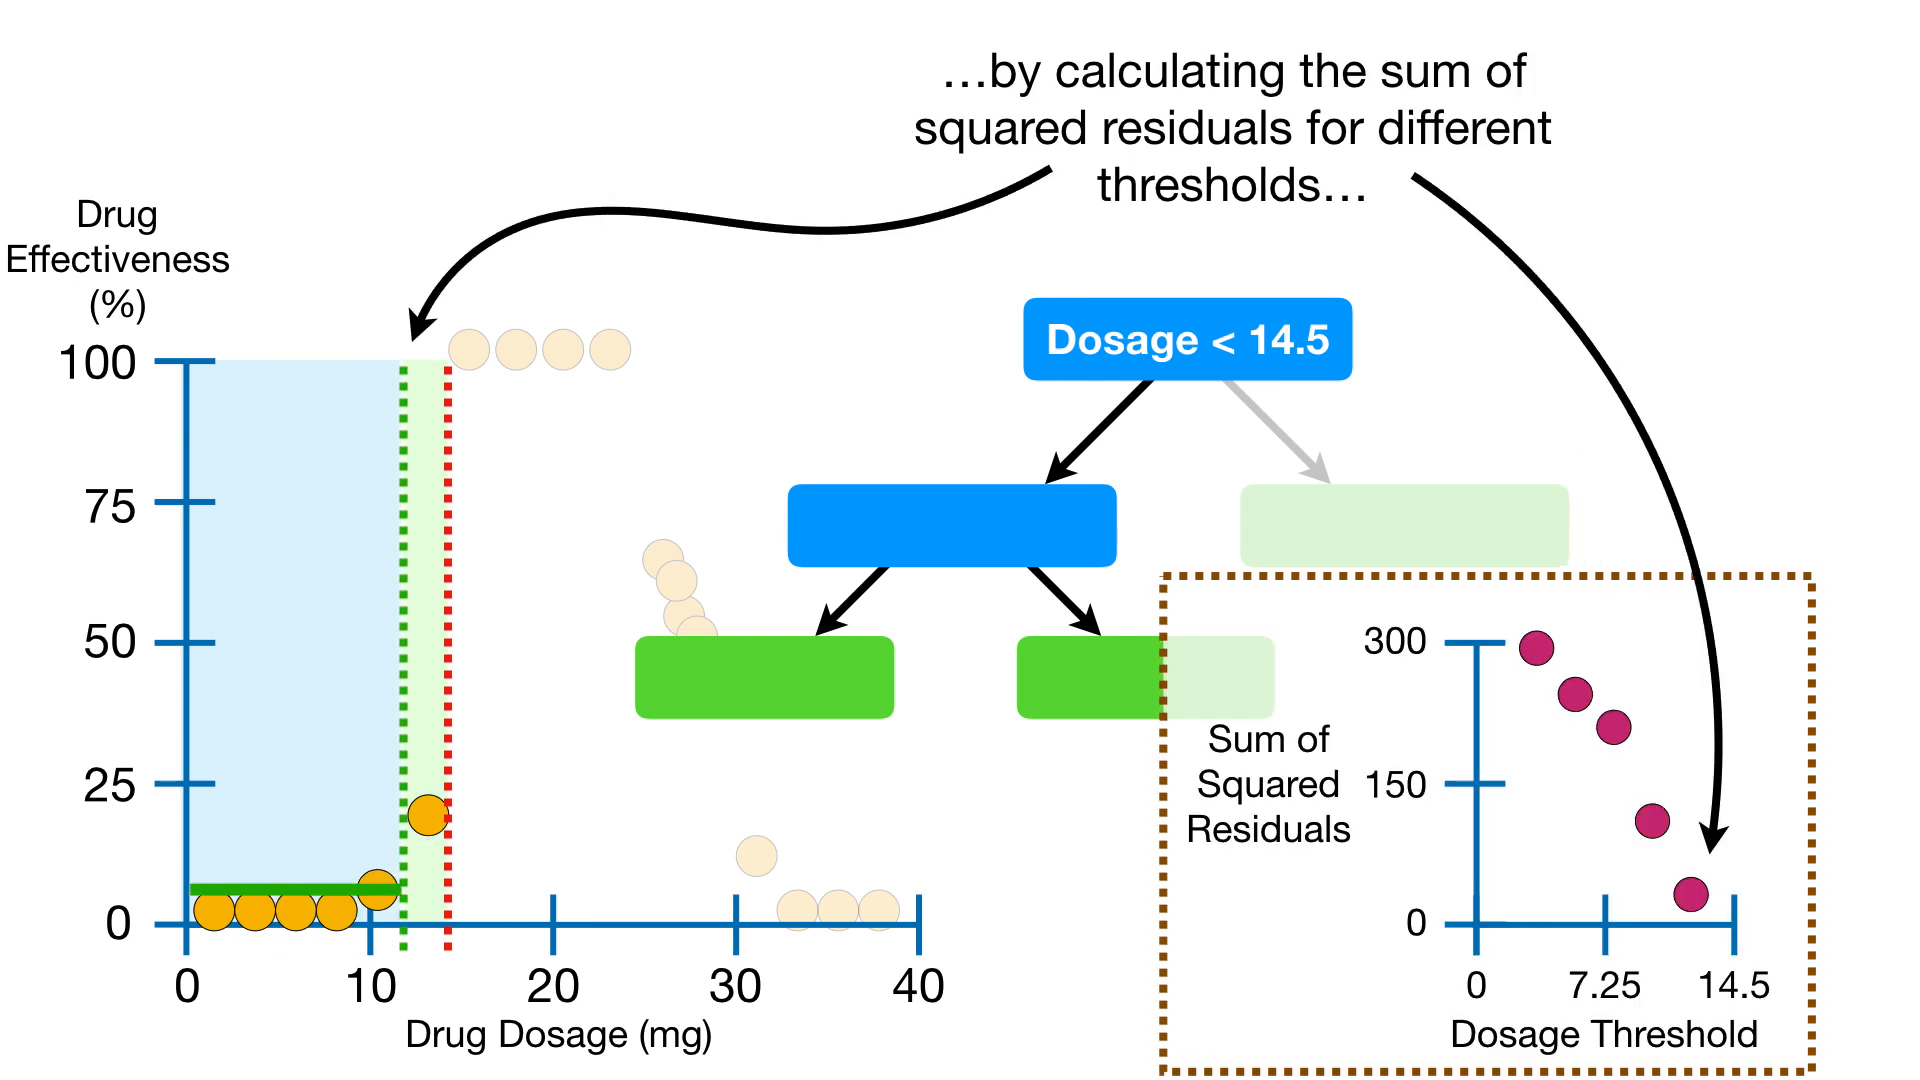 …by calculating the sum of
squared residuals for different
thresholds…
Drug
Effectiveness
(%)
100
75
50
25
0
0
10
20
30
40
Drug Dosage (mg)
Dosage < 14.5
Sum of
Squared
Residuals
300
150
0
0
7.25
14.5
Dosage Threshold